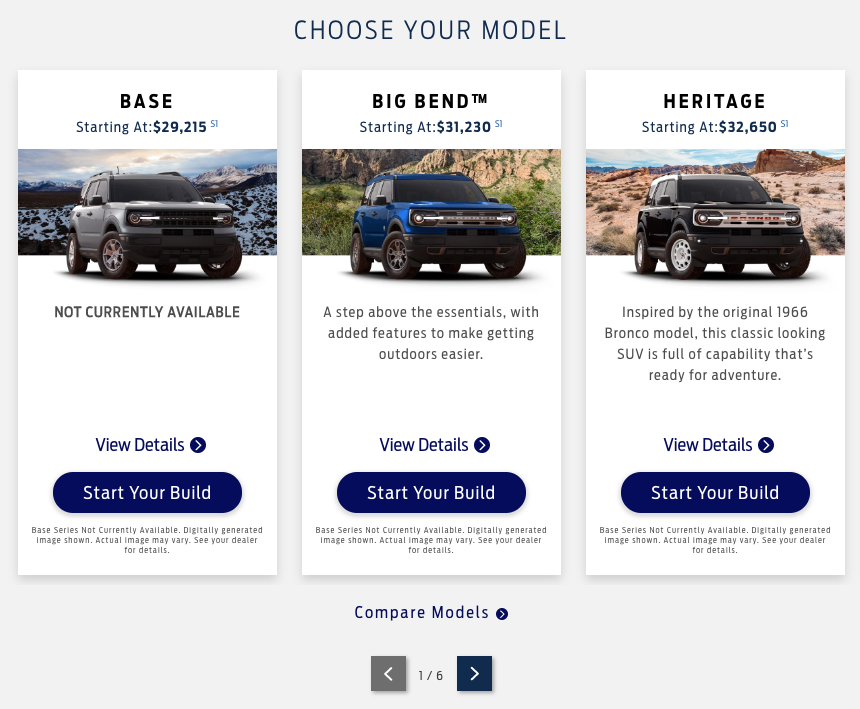 CHOOSE YOUR MODEL
BASE
Starting At:$29,215 S1
NOT CURRENTLY AVAILABLE
View Details
Start Your Build
Base Series Not Currently Available. Digitally generated
image shown. Actual image may vary. See your dealer
for details.
BIG BEND™
Starting At:$31,230 S1
A step above the essentials, with
added features to make getting
outdoors easier.
View Details
Start Your Build
Base Series Not Currently Available. Digitally generated
image shown. Actual image may vary. See your dealer
for details.
HERITAGE
Starting At:$32,650 S1
Inspired by the original 1966
Bronco model, this classic looking
SUV is full of capability that's
ready for adventure.
View Details
Start Your Build
Base Series Not Currently Available. Digitally generated
image shown. Actual image may vary. See your dealer
for details.
Compare Models
1 / 6